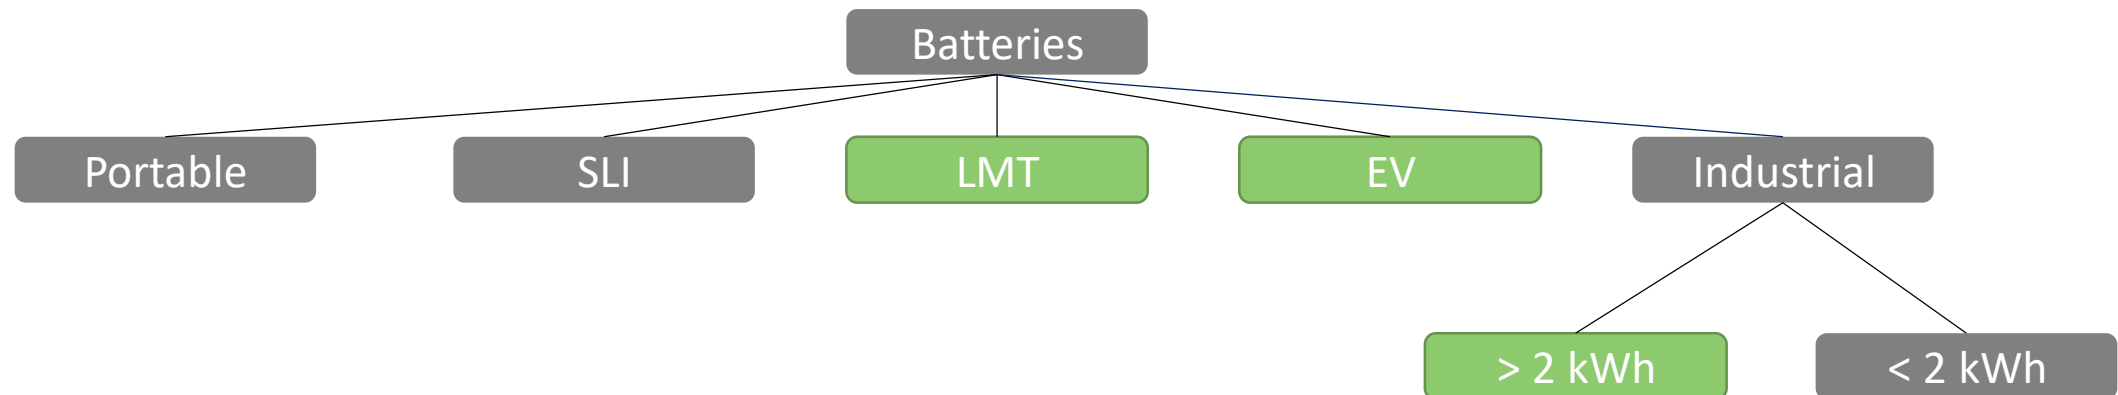 Batteries
Portable
SLI
LMT
EV
Industrial
> 2 kWh
< 2 kWh